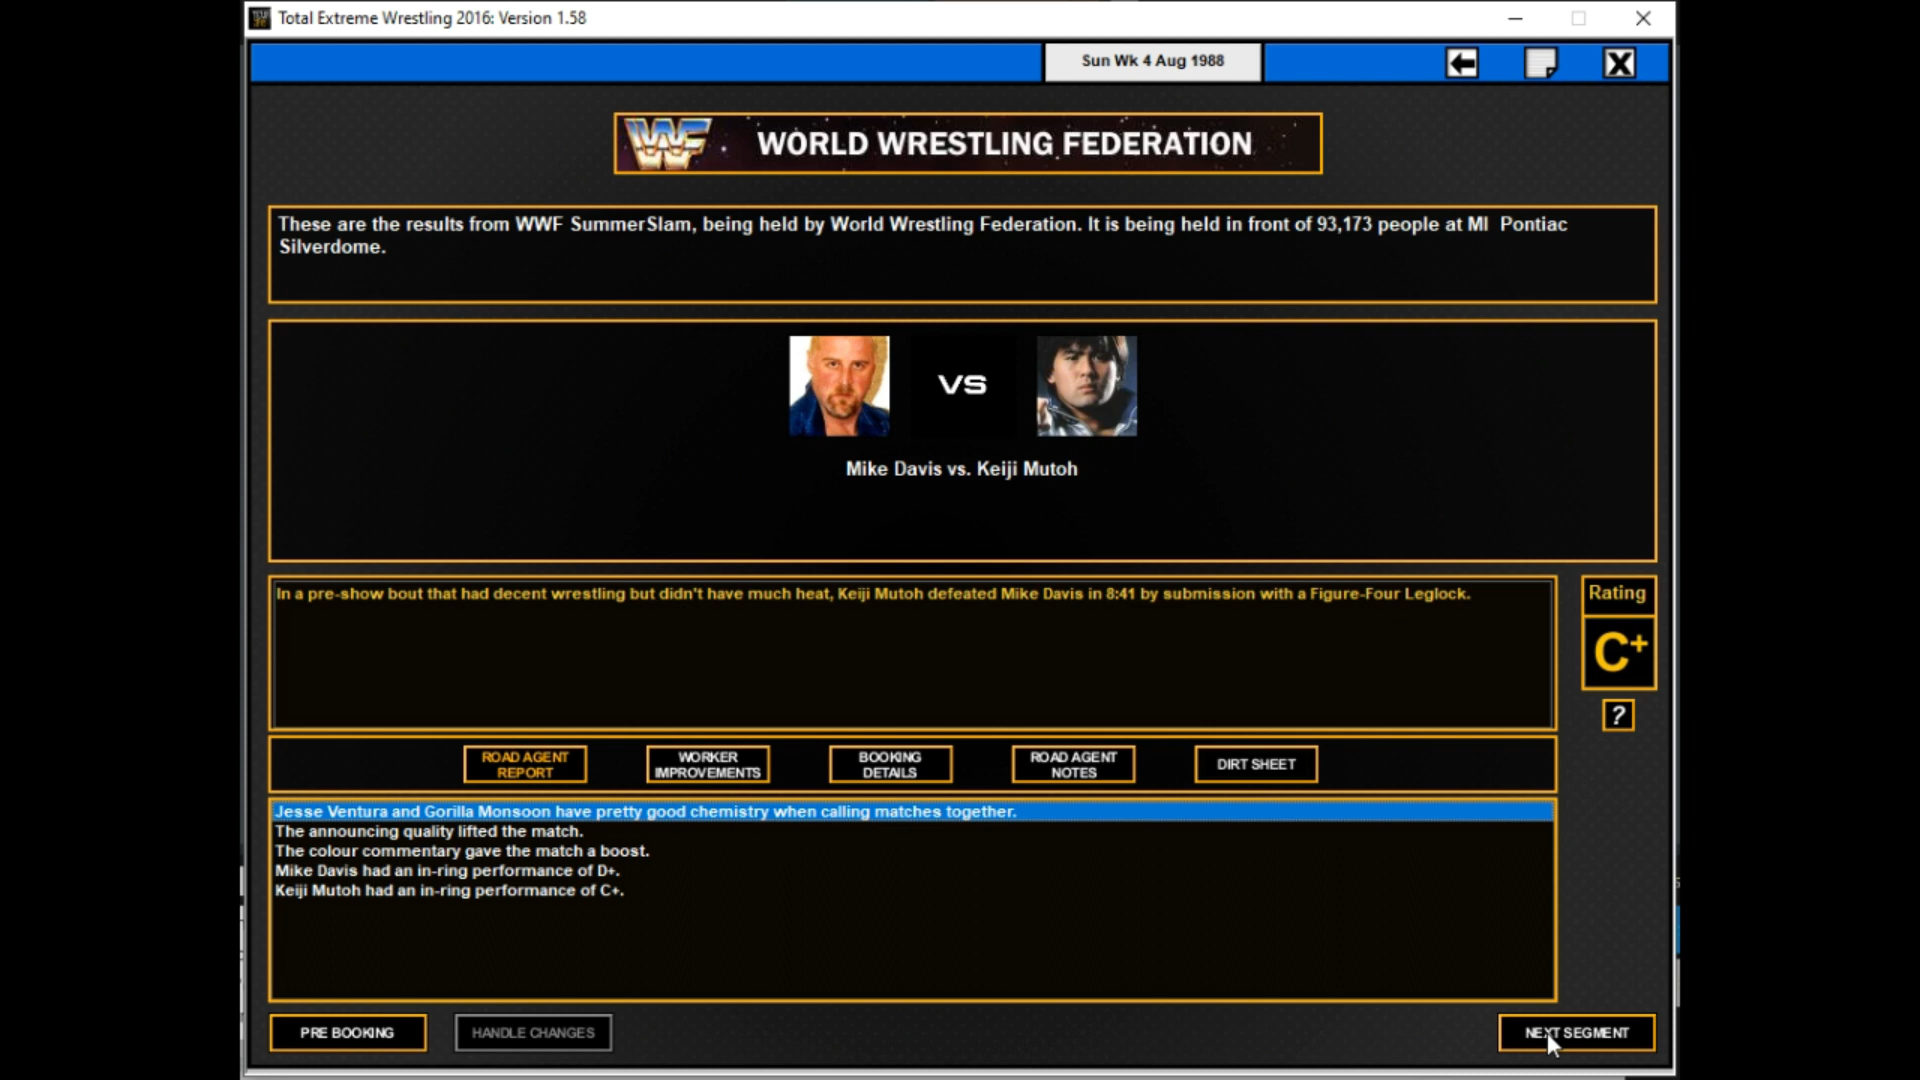 Total Extreme Wrestling 2016: Version 1.58
Sun Wk 4 Aug 1988
WWF WORLD WRESTLING FEDERATION
These are the results from WWF SummerSlam, being held by World Wrestling Federation. It is being held in front of 93,173 people at MI Pontiac
Silverdome.
VS
Mike Davis vs. Keiji Mutoh
In a pre-show bout that had decent wrestling but didn't have much heat, Keiji Mutoh defeated Mike Davis in 8:41 by submission with a Figure-Four Leglock.
Rating
C+
?
ROAD AGENT
REPORT
WORKER
IMPROVEMENTS
BOOKING
DETAILS
ROAD AGENT
NOTES
DIRT SHEET
Jesse Ventura and Gorilla Monsoon have pretty good chemistry when calling matches together.
The announcing quality lifted the match.
The colour commentary gave the match a boost.
Mike Davis had an in-ring performance of D+.
Keiji Mutoh had an in-ring performance of C+.
PRE BOOKING
HANDLE CHANGES
NEXT SEGMENT